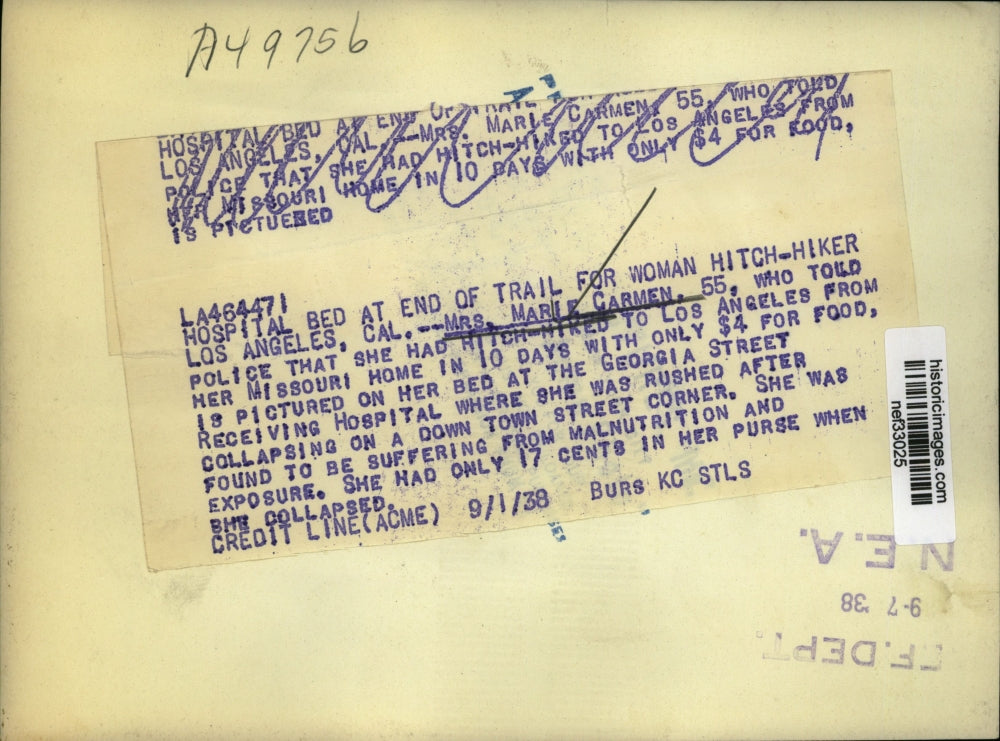 A49756
HOSPITAL BED AT END OF TRAIL
LOS ANGELES, CAL.--MRS. MARIE CARMEN, 55, WHO TOLD
POLICE THAT SHE HAD HITCH-HIKED TO LOS ANGELES FROM
HER MISSOURI HOME IN 10 DAYS WITH ONLY $4 FOR FOOD,
IS PICTUERED
LA464471
HOSPITAL BED AT END OF TRAIL FOR WOMAN HITCH-HIKER
LOS ANGELES, CAL.--MRS. MARIE CARMEN, 55, WHO TOLD
POLICE THAT SHE HAD HITCH-HIKED TO LOS ANGELES FROM
HER MISSOURI HOME IN 10 DAYS WITH ONLY $4 FOR FOOD,
IS PICTURED ON HER BED AT THE GEORGIA STREET
RECEIVING HOSPITAL WHERE SHE WAS RUSHED AFTER
COLLAPSING ON A DOWN TOWN STREET CORNER. SHE WAS
FOUND TO BE SUFFERING FROM MALNUTRITION AND
EXPOSURE. SHE HAD ONLY 17 CENTS IN HER PURSE WHEN
SHE COLLAPSED.
CREDIT LINE(ACME) 9/1/38 BURS KC STLS
historicimages.com
nef33025
N.E.A.
9-7 38
EF.DEPT.